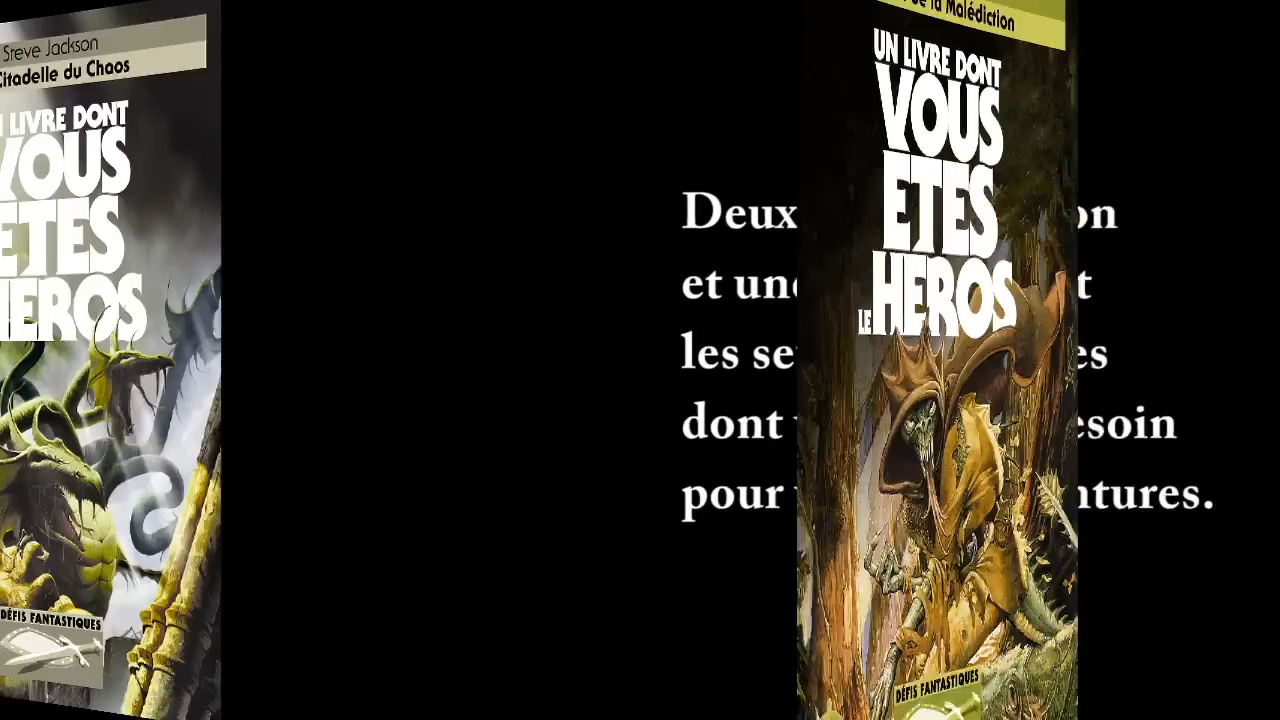 Steve Jackson
Citadelle du Chaos
LIVRE DONT
VOUS
ETES
HEROS
DÉFIS FANTASTIQUES
de la Malédiction
UN LIVRE DONT
VOUS
ETES
LE HEROS
DÉFIS FANTASTIQUES
Deux on
et un t
les se es
dont esoin
pour ntures.